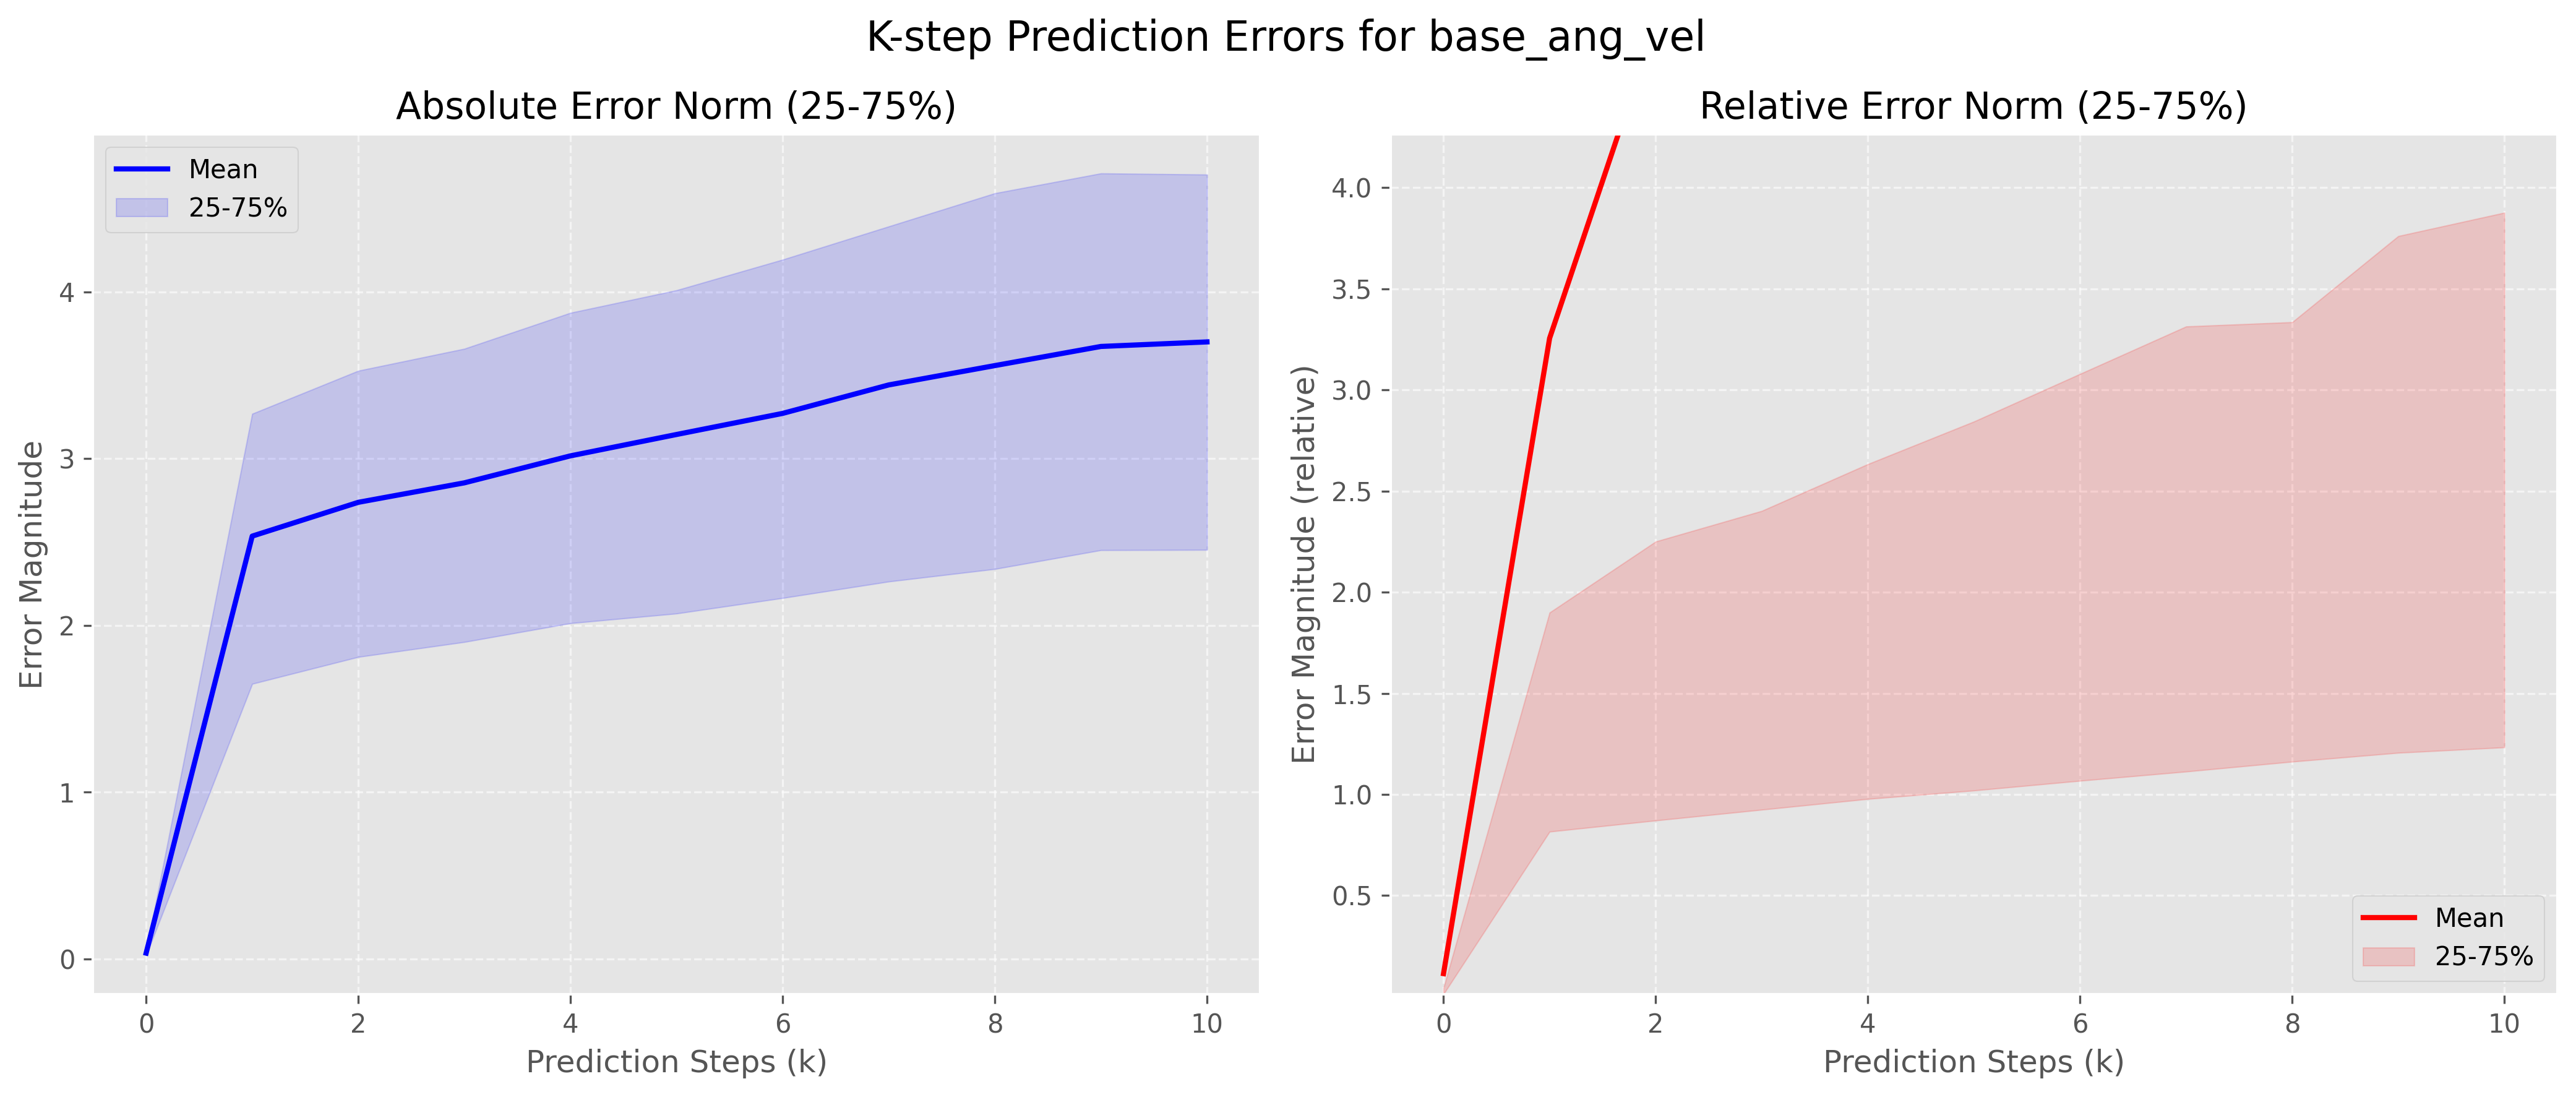 K-step Prediction Errors for base_ang_vel
Absolute Error Norm (25-75%)
Mean
25-75%
Error Magnitude
4
3
2
1
0
0 2 4 6 8 10
Prediction Steps (k)
Relative Error Norm (25-75%)
Error Magnitude (relative)
4.0
3.5
3.0
2.5
2.0
1.5
1.0
0.5
Mean
25-75%
0 2 4 6 8 10
Prediction Steps (k)